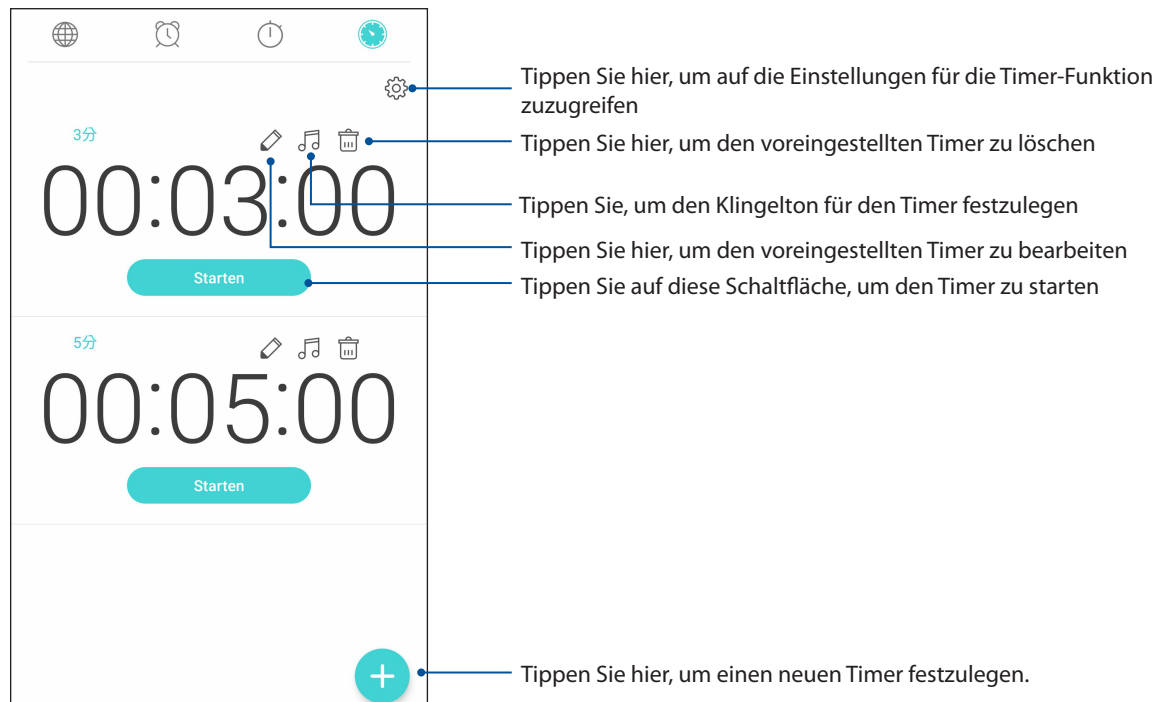 Tippen Sie hier, um auf die Einstellungen für die Timer-Funktion
zuzugreifen
3分
Tippen Sie hier, um den voreingestellten Timer zu löschen
00:03:00
Tippen Sie, um den Klingelton für den Timer festzulegen
Tippen Sie hier, um den voreingestellten Timer zu bearbeiten
Starten
Tippen Sie auf diese Schaltfläche, um den Timer zu starten
5分
00:05:00
Starten
Tippen Sie hier, um einen neuen Timer festzulegen.